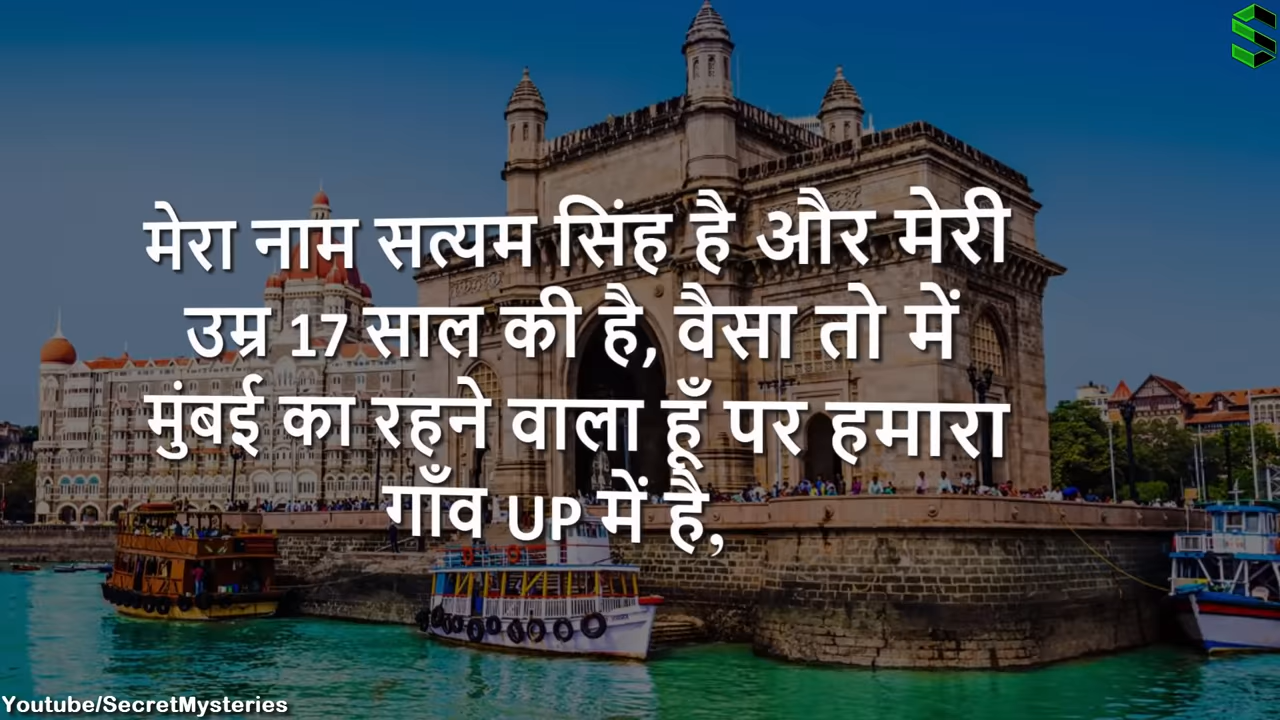 मेरा नाम सत्यम सिंह है और मेरी
उम्र 17 साल की है, वैसा तो में
मुंबई का रहने वाला हूँ पर हमारा
गाँव UP में है,
Youtube/SecretMysteries